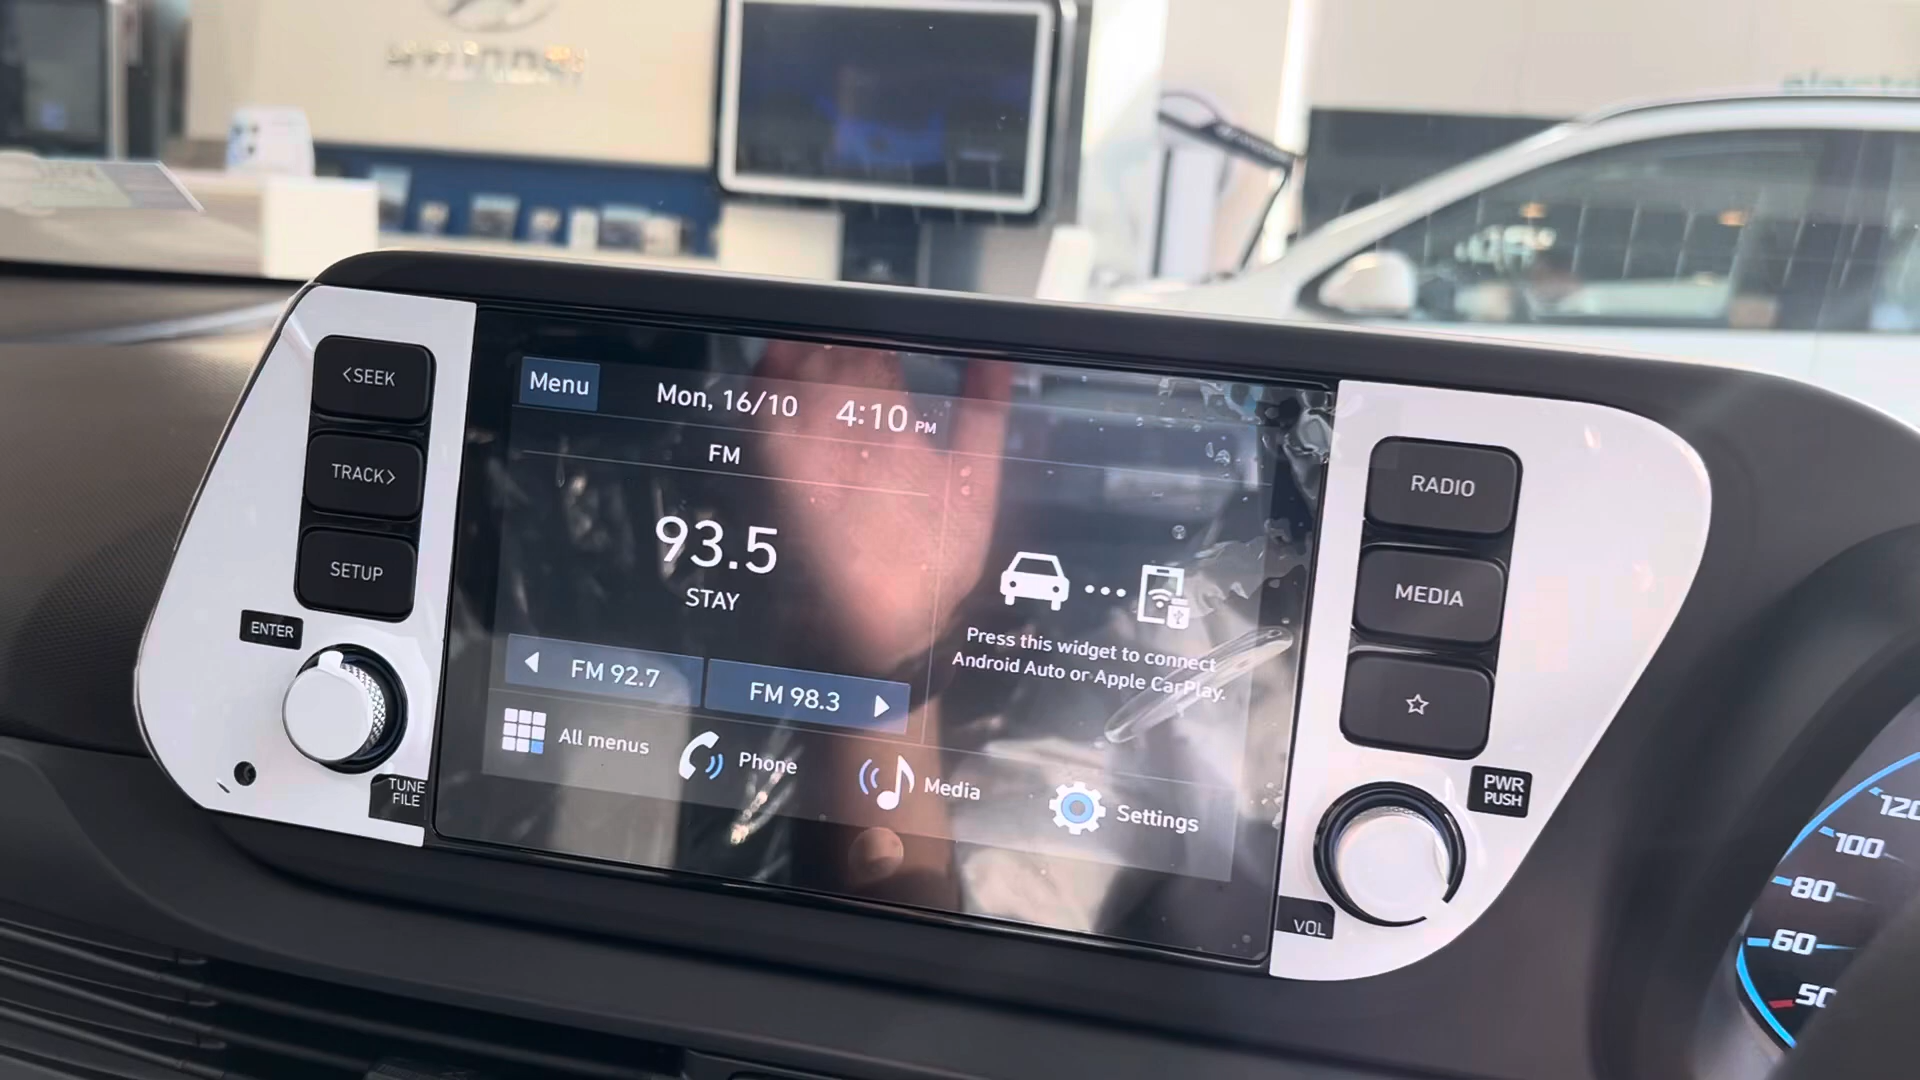 HYUNDAI
<SEEK
TRACK>
SETUP
ENTER
TUNE
FILE
Menu
Mon, 16/10
4:10 PM
FM
93.5
STAY
FM 92.7
FM 98.3
Press this widget to connect
Android Auto or Apple CarPlay.
All menus
Phone
Media
Settings
RADIO
MEDIA
PWR
PUSH
VOL
120
100
80
60
50